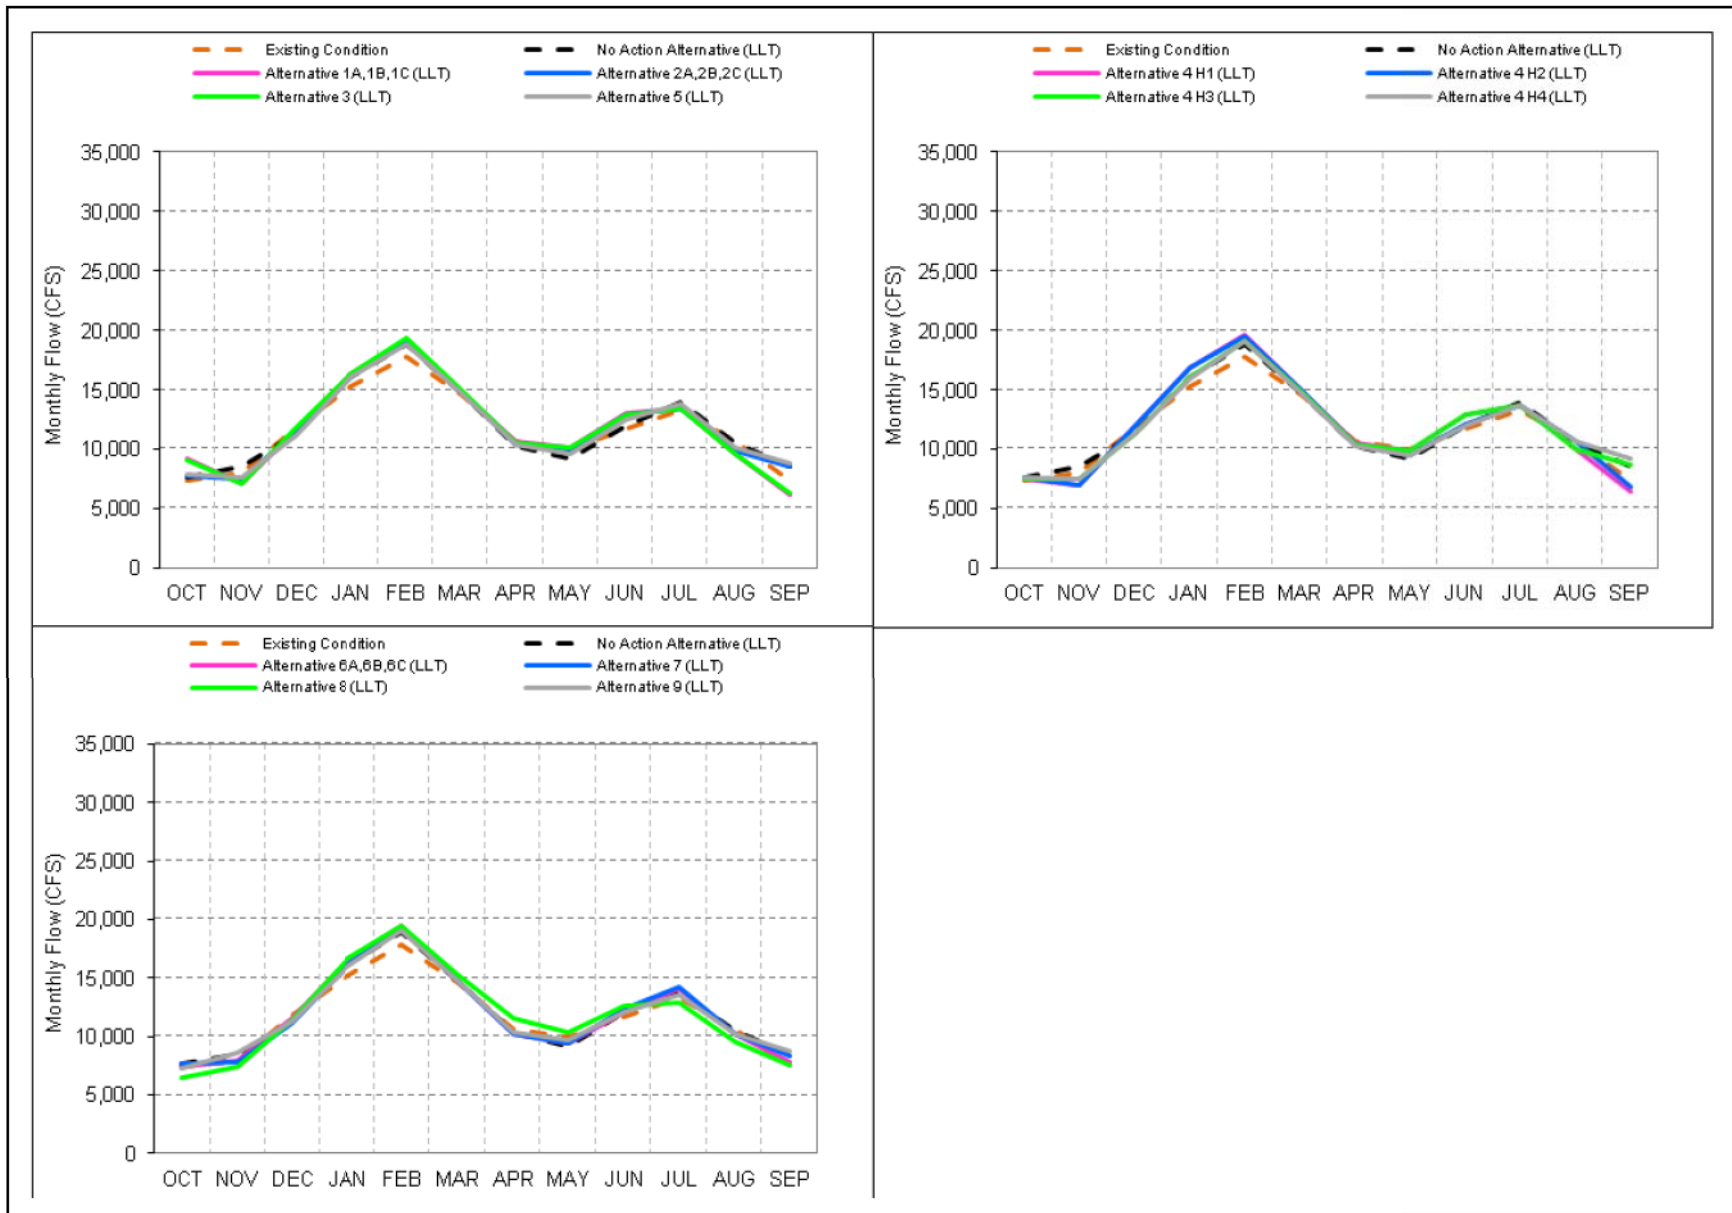 Existing Condition No Action Alternative (LLT)
Alternative 1A,1B,1C (LLT) Alternative 2A,2B,2C (LLT)
Alternative 3 (LLT) Alternative 5 (LLT)
35,000
30,000
25,000
20,000
15,000
10,000
5,000
0
Monthly Flow (CFS)
OCT NOV DEC JAN FEB MAR APR MAY JUN JUL AUG SEP
Existing Condition No Action Alternative (LLT)
Alternative 4 H1 (LLT) Alternative 4 H2 (LLT)
Alternative 4 H3 (LLT) Alternative 4 H4 (LLT)
35,000
30,000
25,000
20,000
15,000
10,000
5,000
0
Monthly Flow (CFS)
OCT NOV DEC JAN FEB MAR APR MAY JUN JUL AUG SEP
Existing Condition No Action Alternative (LLT)
Alternative 6A,6B,6C (LLT) Alternative 7 (LLT)
Alternative 8 (LLT) Alternative 9 (LLT)
35,000
30,000
25,000
20,000
15,000
10,000
5,000
0
Monthly Flow (CFS)
OCT NOV DEC JAN FEB MAR APR MAY JUN JUL AUG SEP